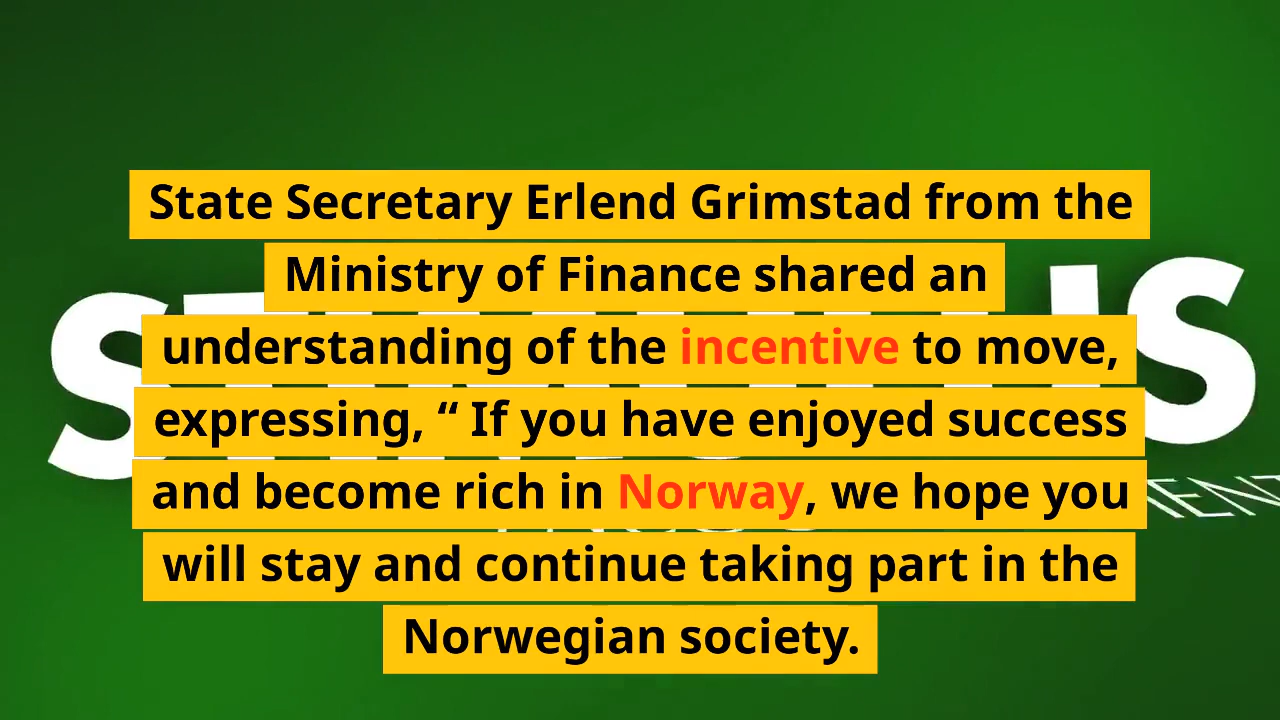 State Secretary Erlend Grimstad from the
Ministry of Finance shared an
understanding of the incentive to move,
expressing, “ If you have enjoyed success
and become rich in Norway, we hope you
will stay and continue taking part in the
Norwegian society.